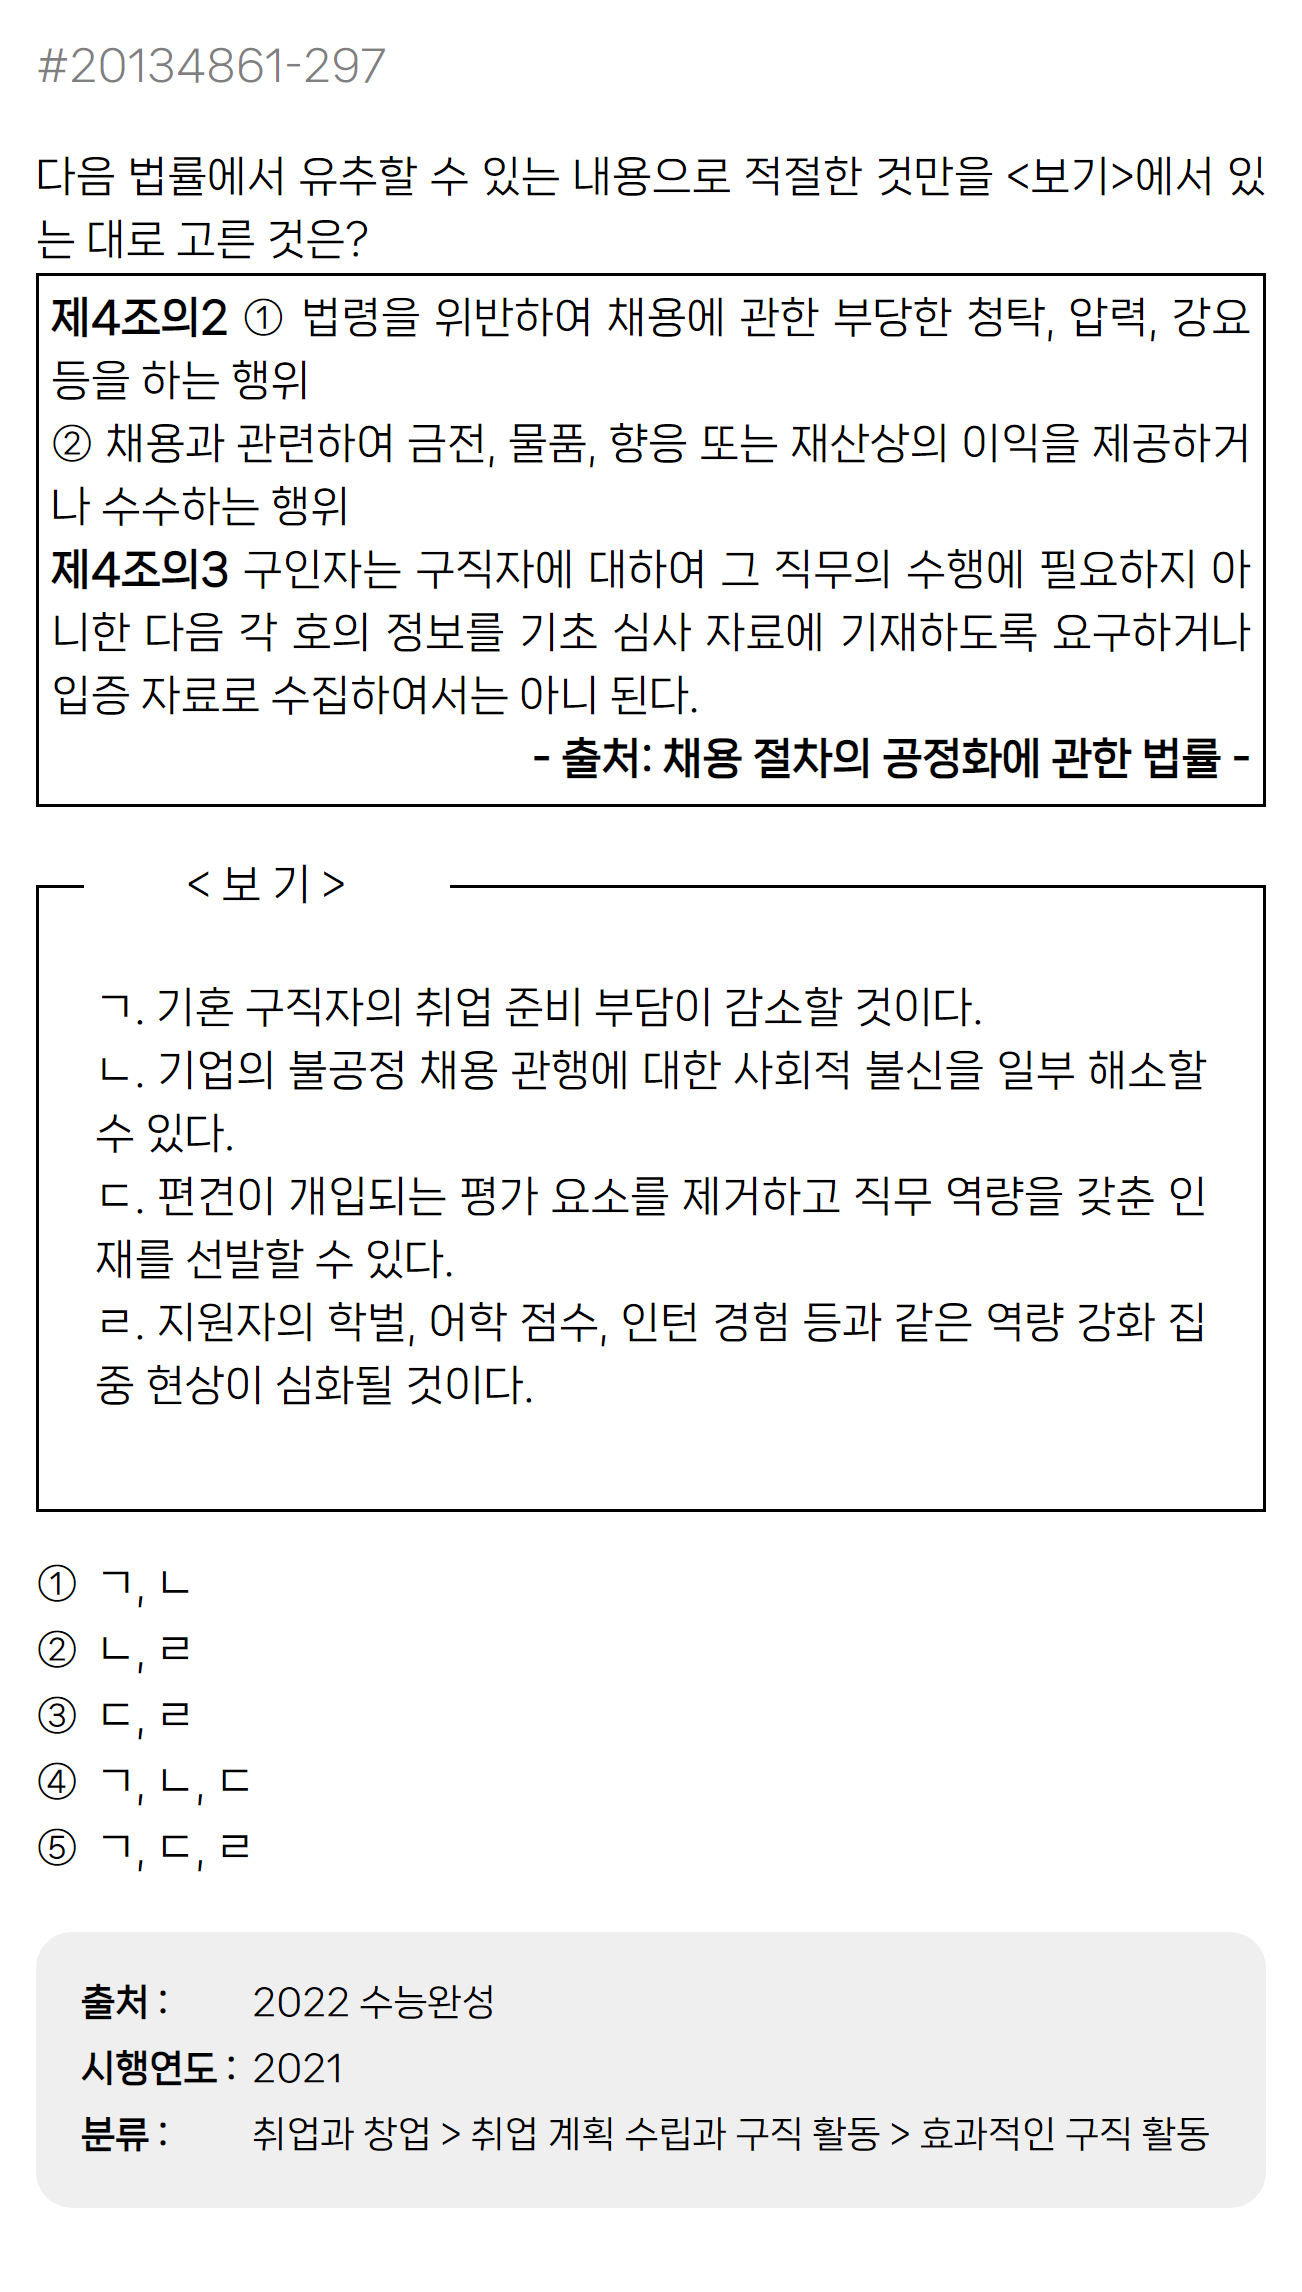 #20134861-297
다음 법률에서 유추할 수 있는 내용으로 적절한 것만을 <보기>에서 있
는 대로 고른 것은?
제4조의2 ① 법령을 위반하여 채용에 관한 부당한 청탁, 압력, 강요
등을 하는 행위
② 채용과 관련하여 금전, 물품, 향응 또는 재산상의 이익을 제공하거
나 수수하는 행위
제4조의3 구인자는 구직자에 대하여 그 직무의 수행에 필요하지 아
니한 다음 각 호의 정보를 기초 심사 자료에 기재하도록 요구하거나
입증 자료로 수집하여서는 아니 된다.
- 출처: 채용 절차의 공정화에 관한 법률 -
< 보 기 >
ㄱ. 기혼 구직자의 취업 준비 부담이 감소할 것이다.
ㄴ. 기업의 불공정 채용 관행에 대한 사회적 불신을 일부 해소할
수 있다.
ㄷ. 편견이 개입되는 평가 요소를 제거하고 직무 역량을 갖춘 인
재를 선발할 수 있다.
ㄹ. 지원자의 학벌, 어학 점수, 인턴 경험 등과 같은 역량 강화 집
중 현상이 심화될 것이다.
① ㄱ, ㄴ
② ㄴ, ㄹ
③ ㄷ, ㄹ
④ ㄱ, ㄴ, ㄷ
⑤ ㄱ, ㄷ, ㄹ
출처 : 2022 수능완성
시행연도 : 2021
분류 : 취업과 창업 > 취업 계획 수립과 구직 활동 > 효과적인 구직 활동